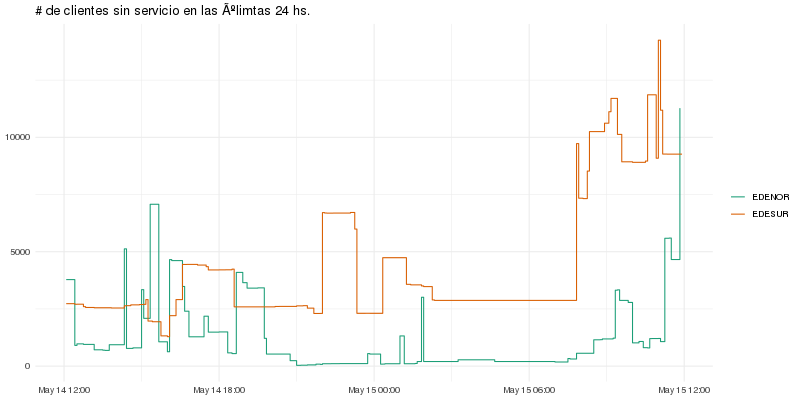 # de clientes sin servicio en las Ãºlimtas 24 hs.
10000
5000
0
May 14 12:00
May 14 18:00
May 15 00:00
May 15 06:00
May 15 12:00
EDENOR
EDESUR